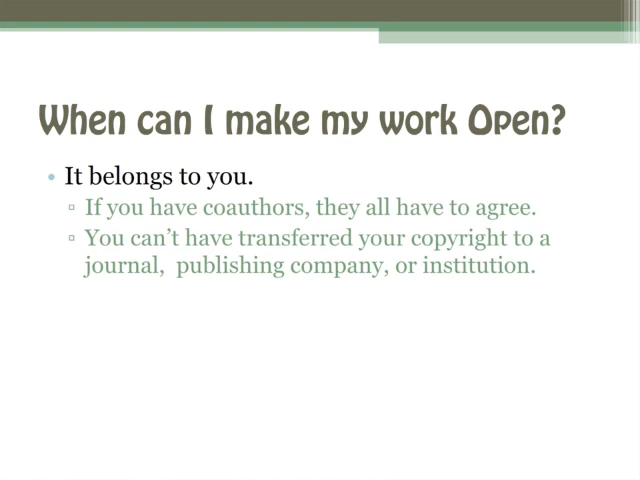 When can I make my work Open?
• It belongs to you.
▫ If you have coauthors, they all have to agree.
▫ You can’t have transferred your copyright to a
journal,  publishing company, or institution.